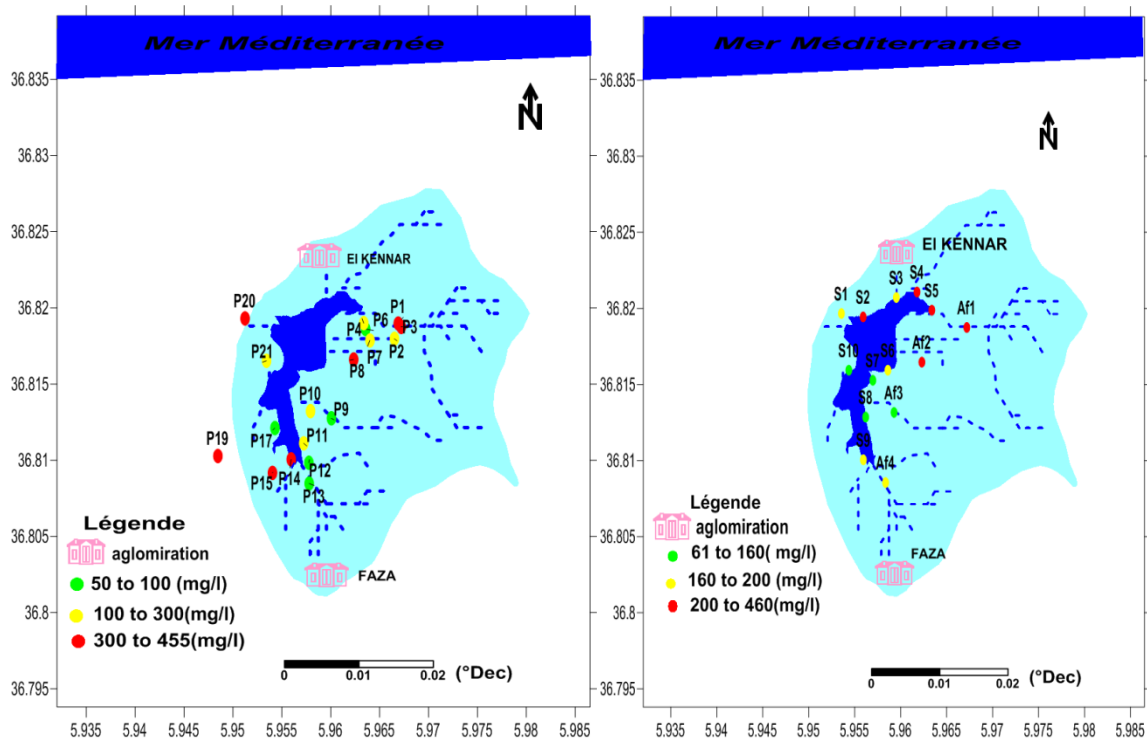 Mer Méditerranée
N
El KENNAR
P20
P1
P6
P4
P3
P21
P7
P2
P8
P10
P9
P17
P11
P19
P14
P12
P15
P13
Légende
aglomiration
FAZA
50 to 100 (mg/l)
100 to 300(mg/l)
300 to 455(mg/l)
0 0.01 0.02 (°Dec)
36.835
36.83
36.825
36.82
36.815
36.81
36.805
36.8
36.795
5.935 5.945 5.95 5.955 5.96 5.965 5.97 5.975 5.98 5.985
Mer Méditerranée
N
El KENNAR
S3
S4
S1
S2
S5
Af1
S10
S6
Af2
S7
S8
Af3
S9
Af4
Légende
aglomiration
FAZA
61 to 160( mg/l)
160 to 200 (mg/l)
200 to 460(mg/l)
0 0.01 0.02 (°Dec)
36.835
36.83
36.825
36.82
36.815
36.81
36.805
36.8
36.795
5.935 5.945 5.95 5.955 5.96 5.965 5.97 5.975 5.98 5.985